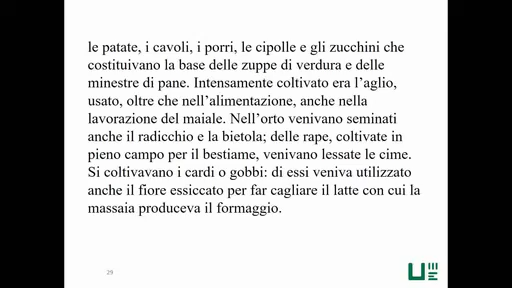 le patate, i cavoli, i porri, le cipolle e gli zucchini che
costituivano la base delle zuppe di verdura e delle
minestre di pane. Intensamente coltivato era l'aglio,
usato, oltre che nell'alimentazione, anche nella
lavorazione del maiale. Nell'orto venivano seminati
anche il radicchio e la bietola; delle rape, coltivate in
pieno campo per il bestiame, venivano lessate le cime.
Si coltivavano i cardi o gobbi: di essi veniva utilizzato
anche il fiore essiccato per far cagliare il latte con cui la
massaia produceva il formaggio.
29